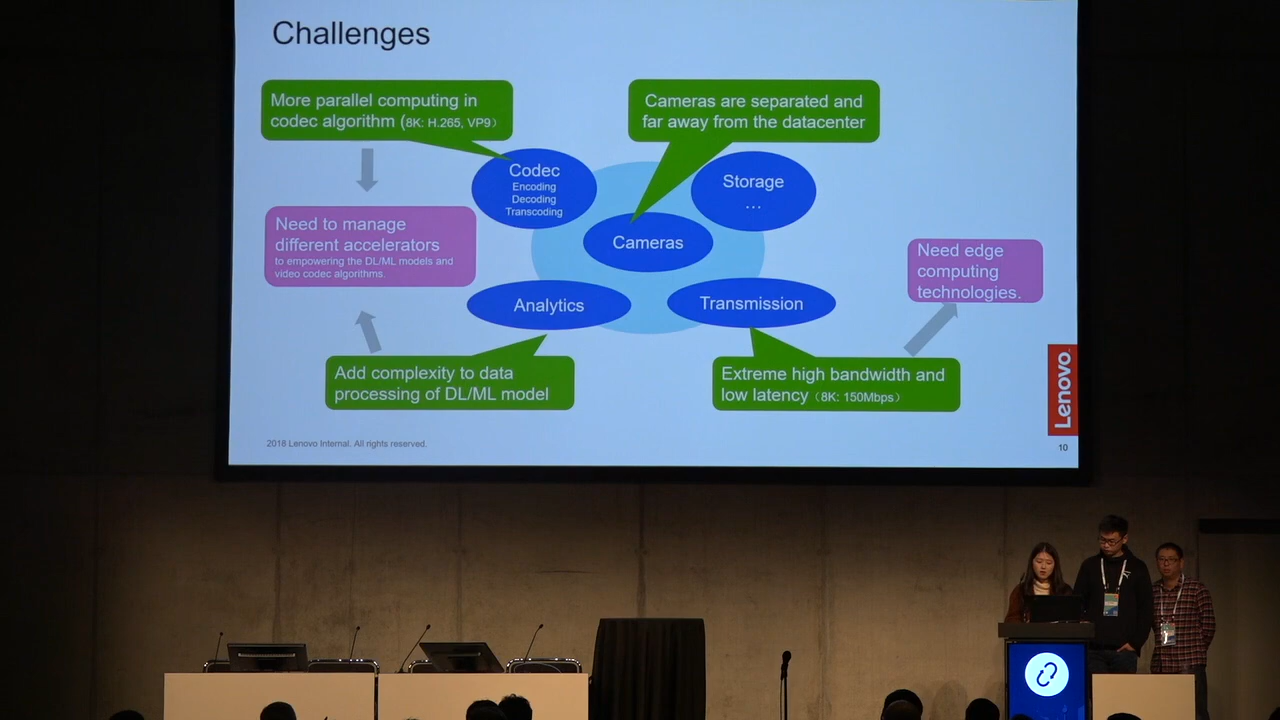 Challenges
More parallel computing in
codec algorithm (8K: H.265, VP9）
Cameras are separated and
far away from the datacenter
Codec
Encoding
Decoding
Transcoding
Storage
…
Need to manage
different accelerators
to empowering the DL/ML models and
video codec algorithms.
Cameras
Need edge
computing
technologies.
Analytics
Transmission
Add complexity to data
processing of DL/ML model
Extreme high bandwidth and
low latency（8K: 150Mbps）
Lenovo
2018 Lenovo Internal. All rights reserved.
10